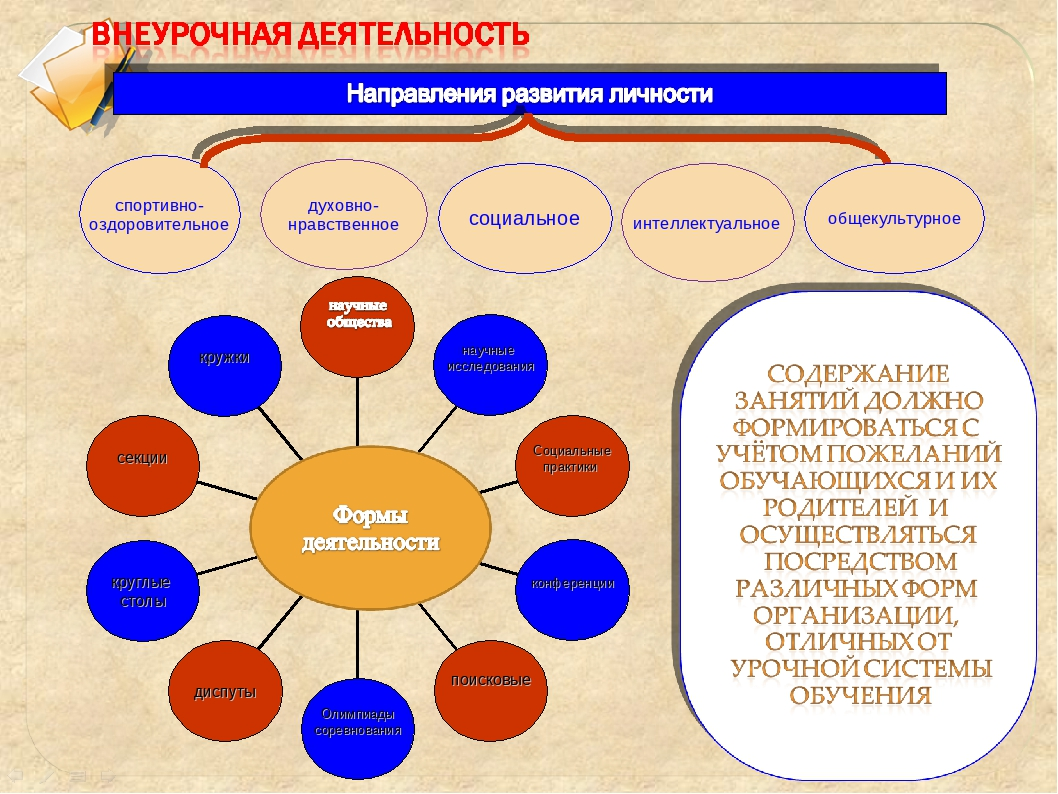 ВНЕУРОЧНАЯ ДЕЯТЕЛЬНОСТЬ
Направления развития личности
спортивно-
оздоровительное
духовно-
нравственное
социальное
интеллектуальное
общекультурное
научные
общества
кружки
научные
исследования
секции
Социальные
практики
Формы
деятельности
круглые
столы
конференции
диспуты
поисковые
Олимпиады
соревнования
СОДЕРЖАНИЕ
ЗАНЯТИЙ ДОЛЖНО
ФОРМИРОВАТЬСЯ С
УЧЁТОМ ПОЖЕЛАНИЙ
ОБУЧАЮЩИХСЯ И ИХ
РОДИТЕЛЕЙ И
ОСУЩЕСТВЛЯТЬСЯ
ПОСРЕДСТВОМ
РАЗЛИЧНЫХ ФОРМ
ОРГАНИЗАЦИИ,
ОТЛИЧНЫХ ОТ
УРОЧНОЙ СИСТЕМЫ
ОБУЧЕНИЯ